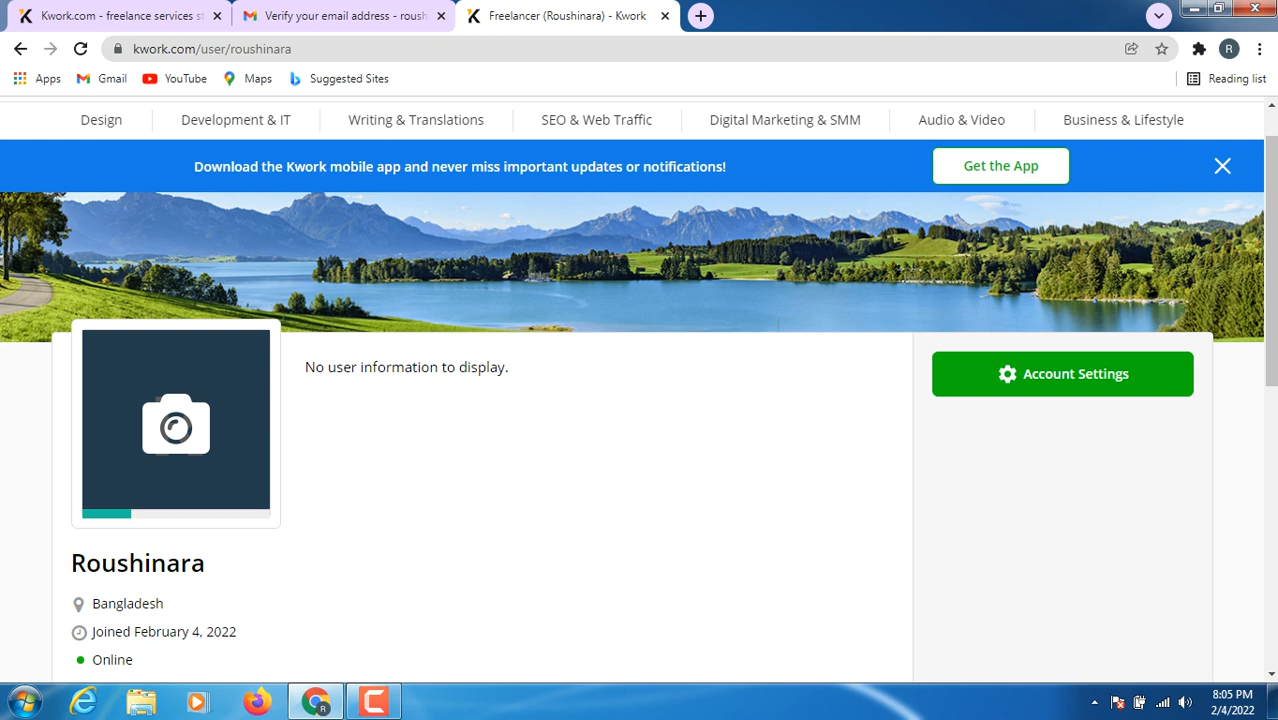 Kwork.com - freelance services st
Verify your email address - roush
Freelancer (Roushinara) - Kwork
kwork.com/user/roushinara
R
Apps
Gmail
YouTube
Maps
Suggested Sites
Reading list
Design
Development & IT
Writing & Translations
SEO & Web Traffic
Digital Marketing & SMM
Audio & Video
Business & Lifestyle
Download the Kwork mobile app and never miss important updates or notifications!
Get the App
No user information to display.
Account Settings
Roushinara
Bangladesh
Joined February 4, 2022
Online
R
8:05 PM
2/4/2022